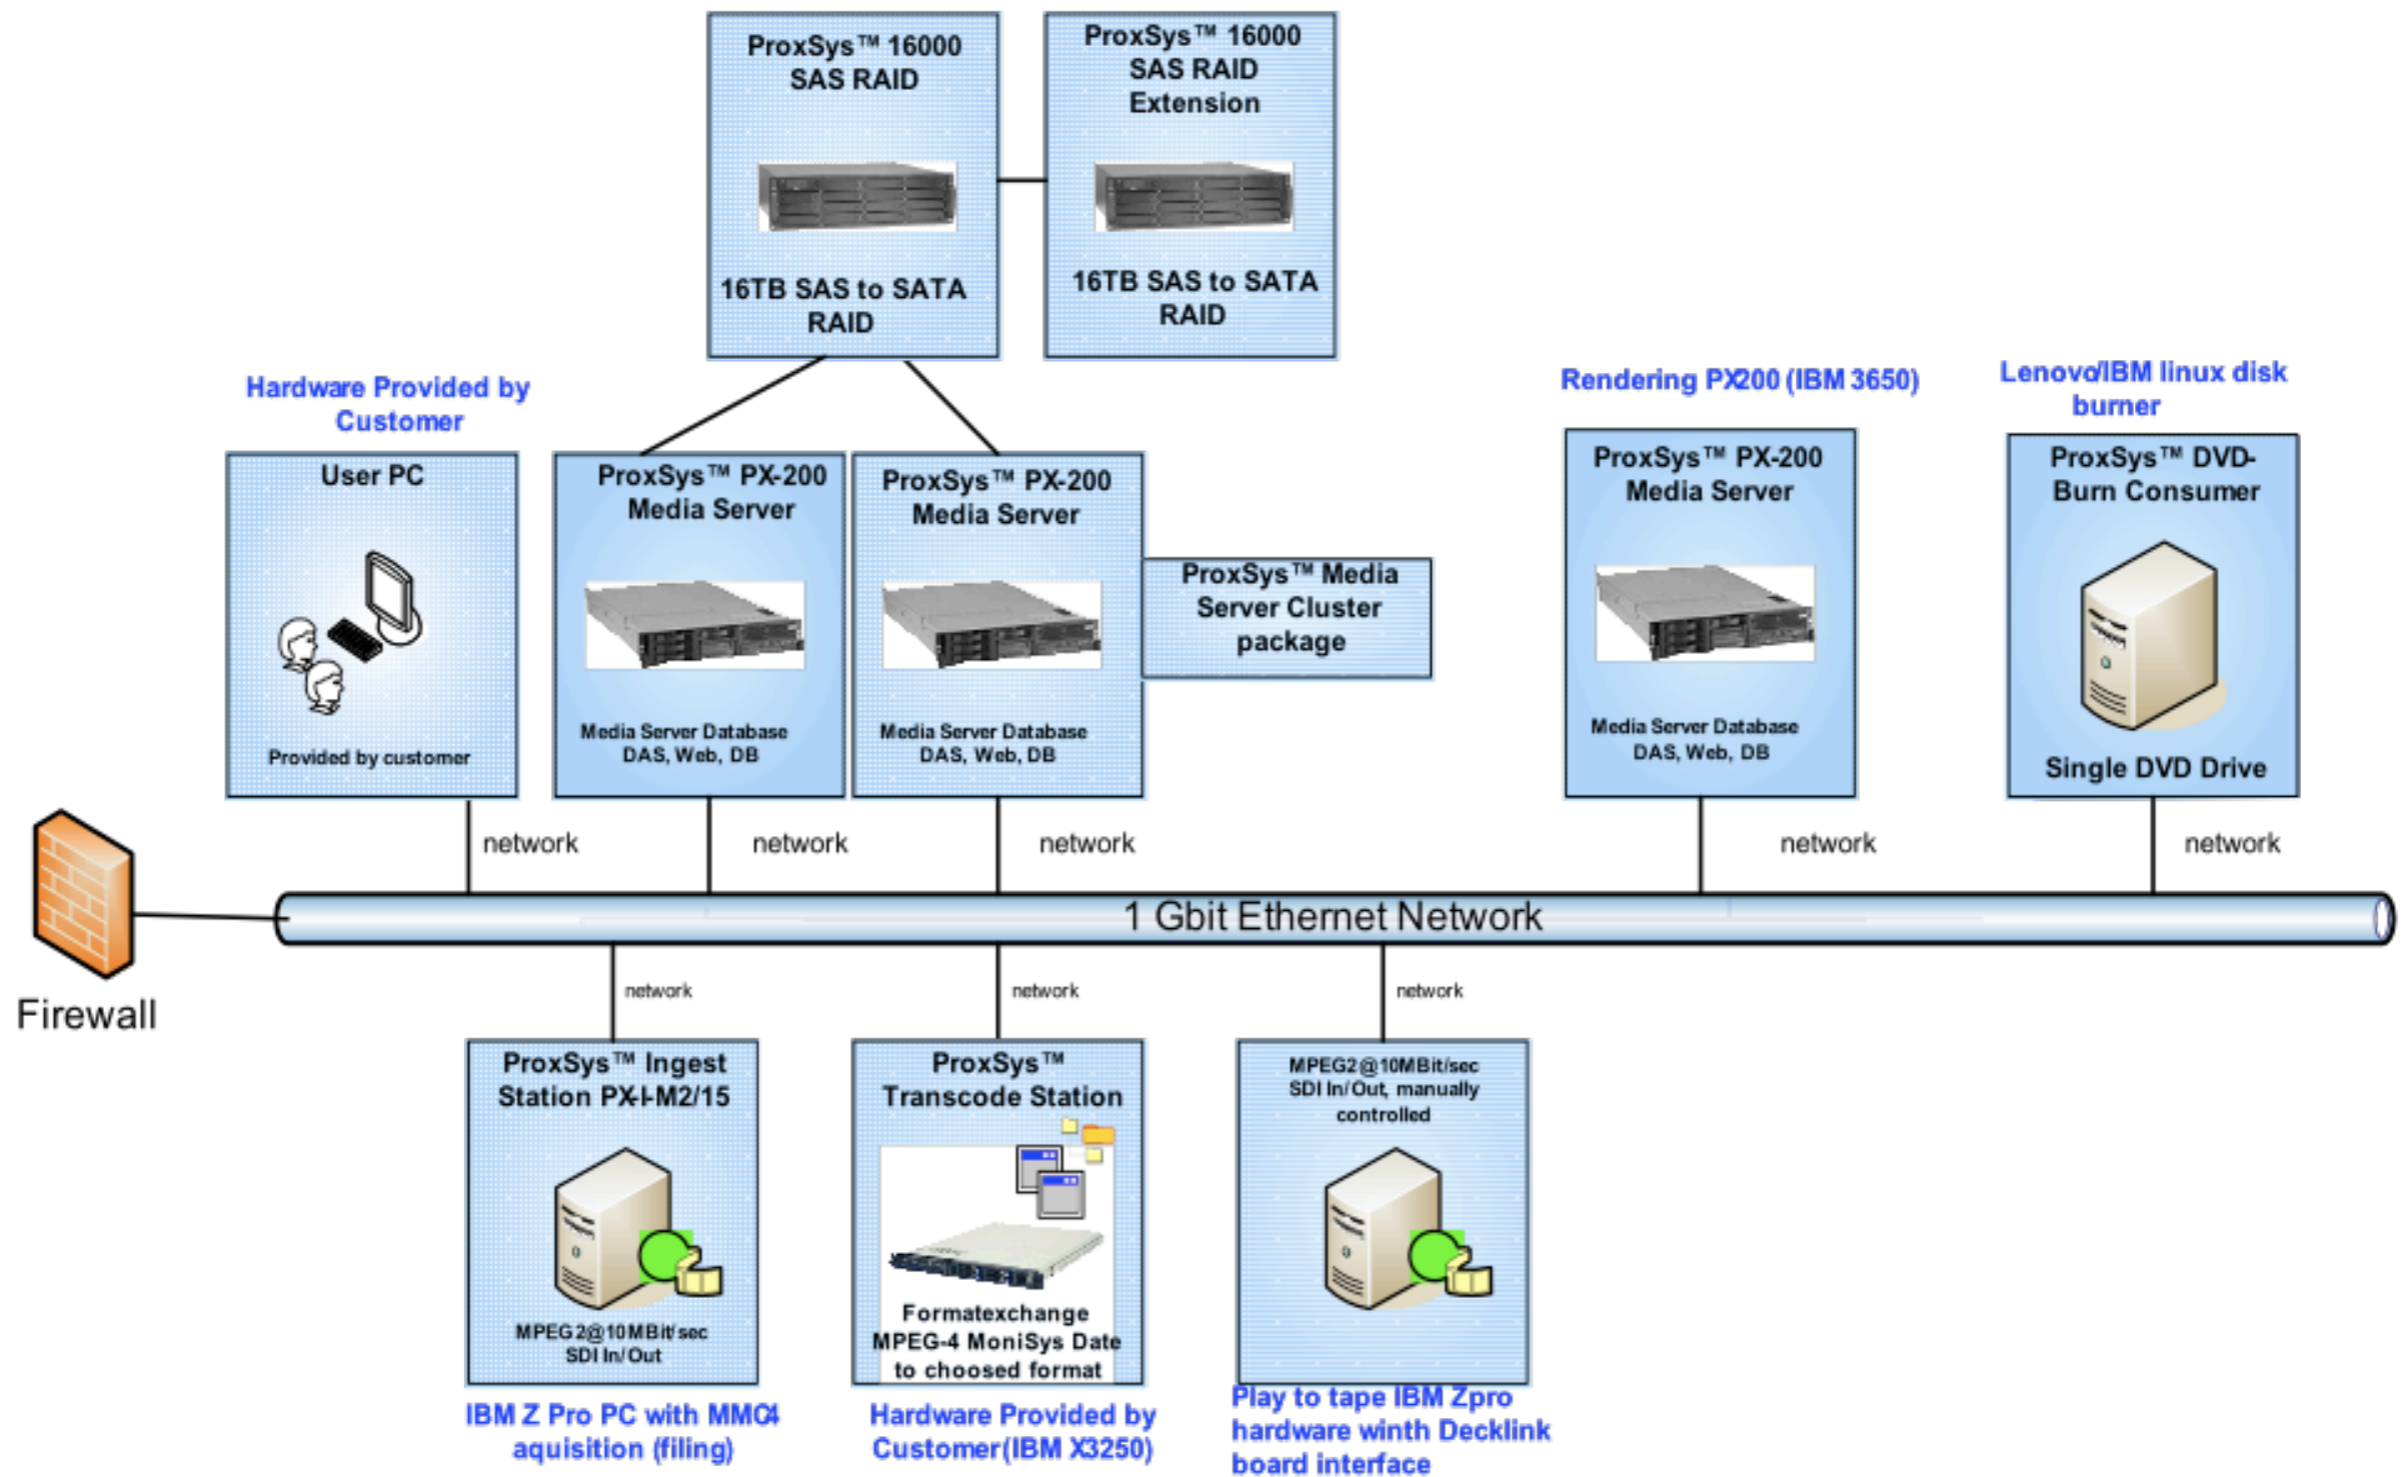 ProxSys™ 16000
SAS RAID
16TB SAS to SATA
RAID
ProxSys™ 16000
SAS RAID
Extension
16TB SAS to SATA
RAID
Hardware Provided by
Customer
User PC
Provided by customer
ProxSys™ PX-200
Media Server
Media Server Database
DAS, Web, DB
ProxSys™ PX-200
Media Server
Media Server Database
DAS, Web, DB
ProxSys™ Media
Server Cluster
package
Rendering PX200 (IBM 3650)
ProxSys™ PX-200
Media Server
Media Server Database
DAS, Web, DB
Lenovo/IBM linux disk
burner
ProxSys™ DVD-
Burn Consumer
Single DVD Drive
network
network
network
network
network
Firewall
1 Gbit Ethernet Network
network
network
network
ProxSys™ Ingest
Station PX-I-M2/15
MPEG2@10MBit/sec
SDI In/Out
IBM Z Pro PC with MMC4
aquisition (filing)
ProxSys™
Transcode Station
Formatexchange
MPEG-4 MoniSys Date
to choosed format
Hardware Provided by
Customer (IBM X3250)
MPEG2@10MBit/sec
SDI In/Out, manually
controlled
Play to tape IBM Zpro
hardware winth Decklink
board interface